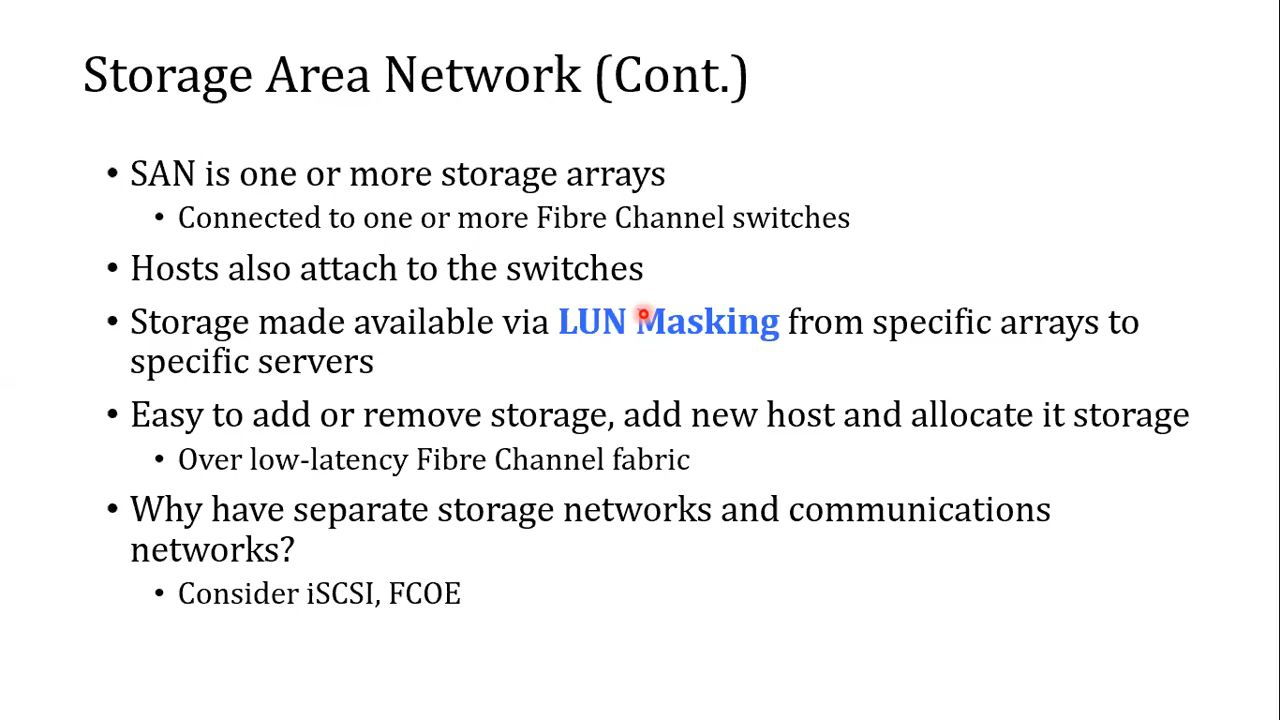 Storage Area Network (Cont.)
• SAN is one or more storage arrays
• Connected to one or more Fibre Channel switches
• Hosts also attach to the switches
• Storage made available via LUN Masking from specific arrays to
specific servers
• Easy to add or remove storage, add new host and allocate it storage
• Over low-latency Fibre Channel fabric
• Why have separate storage networks and communications
networks?
• Consider iSCSI, FCOE